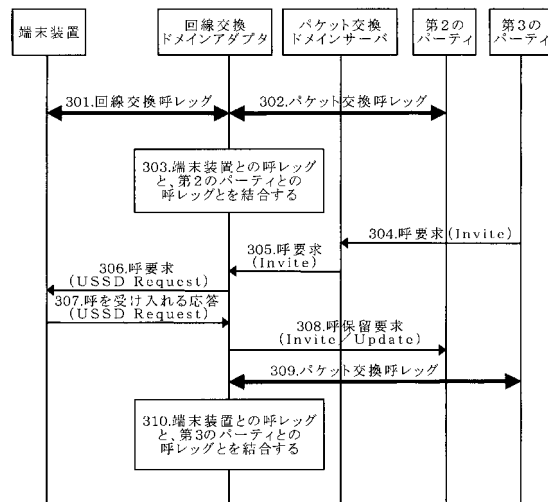 端末装置
回線交換
ドメインアダプタ
パケット交換
ドメインサーバ
第2の
パーティ
第3の
パーティ
301.回線交換呼レッグ
302.パケット交換呼レッグ
303.端末装置との呼レッグ
と、第2のパーティとの
呼レッグとを結合する
304.呼要求(Invite)
305.呼要求
(Invite)
306.呼要求
(USSD Request)
307.呼を受け入れる応答
(USSD Request)
308.呼保留要求
(Invite/Update)
309.パケット交換呼レッグ
310.端末装置との呼レッグ
と、第3のパーティとの
呼レッグとを結合する